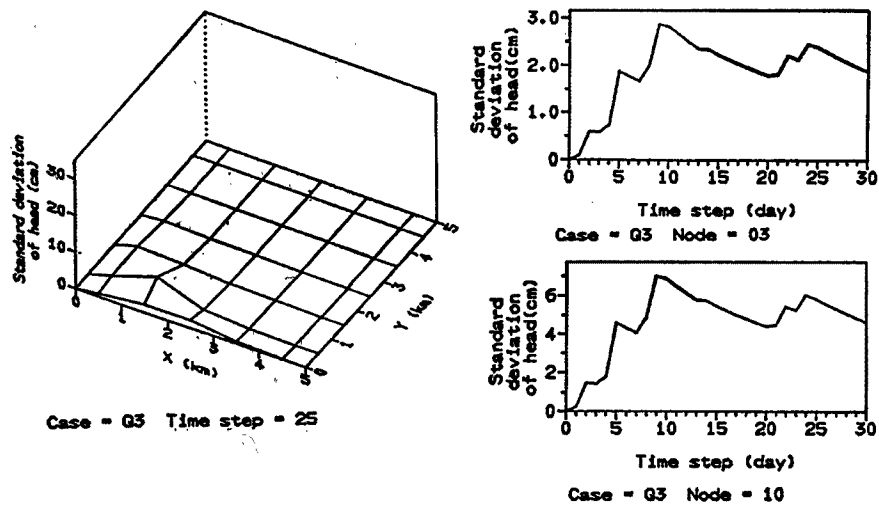 Standard deviation
of head (cm)
30
20
10
0
0
1
2
3
4
5
X (km)
0
1
2
3
4
5
Y (km)
Case = Q3 Time step = 25
Standard
deviation
of head(cm)
3.0
2.0
1.0
0
0 5 10 15 20 25 30
Time step (day)
Case = Q3 Node = 03
Standard
deviation
of head(cm)
6
4
2
0
0 5 10 15 20 25 30
Time step (day)
Case = Q3 Node = 10